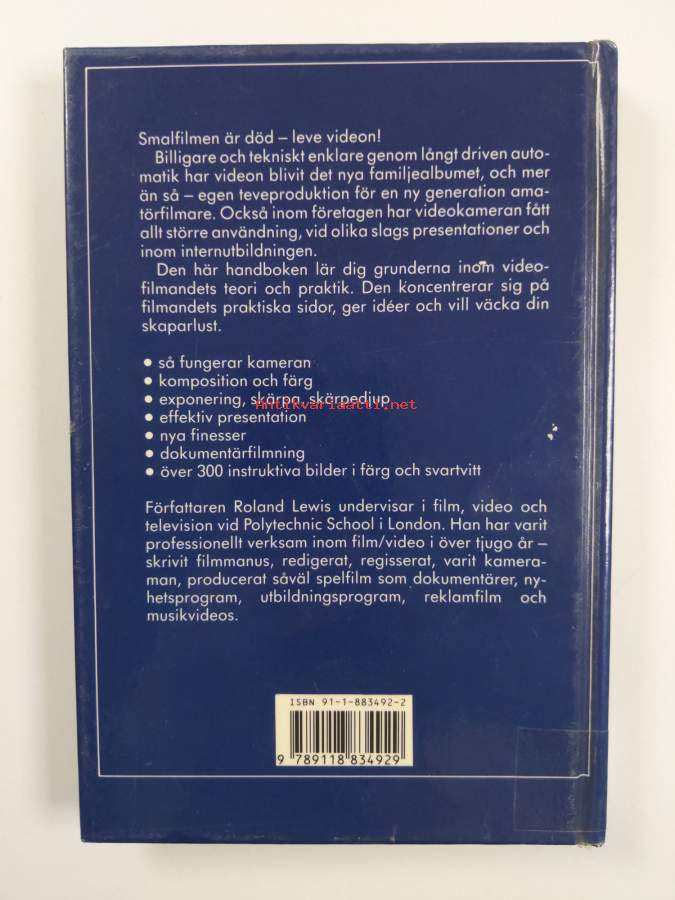 Smalfilmen är död – leve videon!
Billigare och tekniskt enklare genom långt driven auto-
matik har videon blivit det nya familjealbumet, och mer
än så – egen teveproduktion för en ny generation ama-
törfilmare. Också inom företagen har videokameran fått
allt större användning, vid olika slags presentationer och
inom internutbildningen.
Den här handboken lär dig grunderna inom video-
filmandets teori och praktik. Den koncentrerar sig på
filmandets praktiska sidor, ger idéer och vill väcka din
skaparlust.
• så fungerar kameran
• komposition och färg
• exponering, skärpa, skärpedjup
Antikvariaatti.net
• effektiv presentation
• nya finesser
• dokumentärfilmning
• över 300 instruktiva bilder i färg och svartvitt
Författaren Roland Lewis undervisar i film, video och
television vid Polytechnic School i London. Han har varit
professionellt verksam inom film/video i över tjugo år –
skrivit filmmanus, redigerat, regisserat, varit kamera-
man, producerat såväl spelfilm som dokumentärer, ny-
hetsprogram, utbildningsprogram, reklamfilm och
musikvideos.
ISBN 91-1-883492-2
9 789118 834929